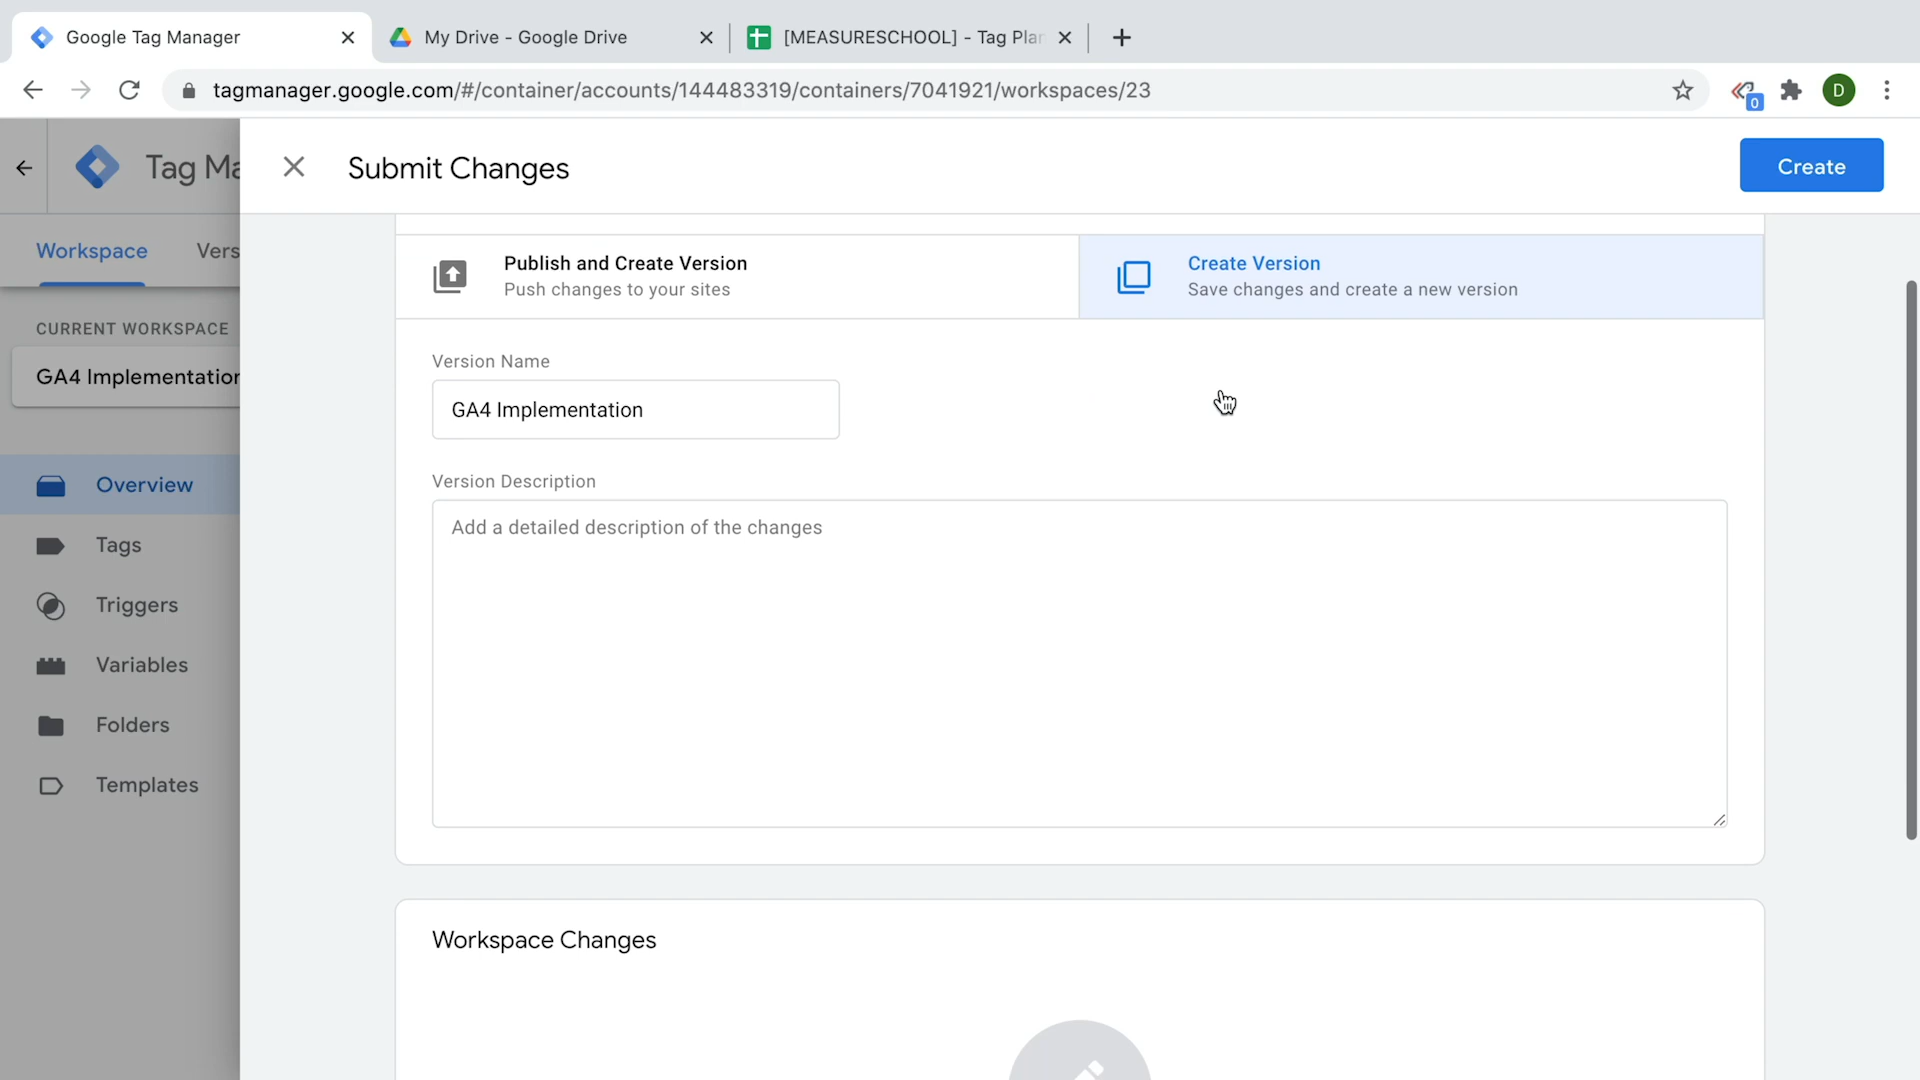 Google Tag Manager
My Drive - Google Drive
[MEASURESCHOOL] - Tag Plan
tagmanager.google.com/#/container/accounts/144483319/containers/7041921/workspaces/23
0
D
Tag Ma
Submit Changes
Create
Workspace
Vers
CURRENT WORKSPACE
GA4 Implementation
Overview
Tags
Triggers
Variables
Folders
Templates
Publish and Create Version
Push changes to your sites
Create Version
Save changes and create a new version
Version Name
GA4 Implementation
Version Description
Add a detailed description of the changes
Workspace Changes